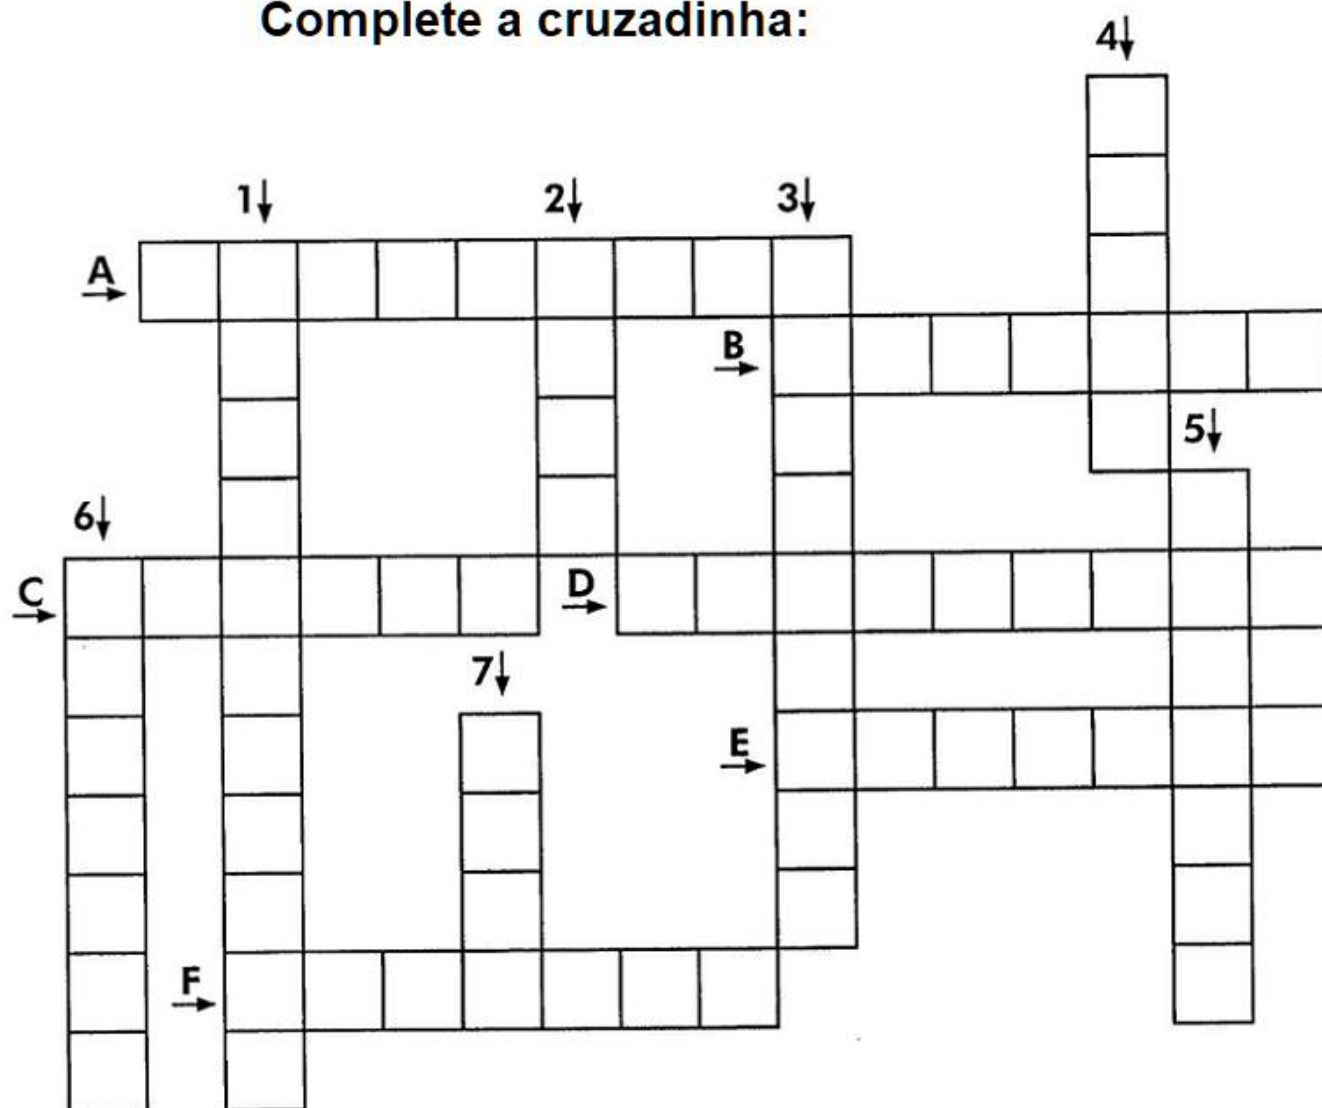 Complete a cruzadinha:
4↓
1↓ 2↓ 3↓
A→
B→
5↓
6↓
C→ D→
7↓
E→
F→